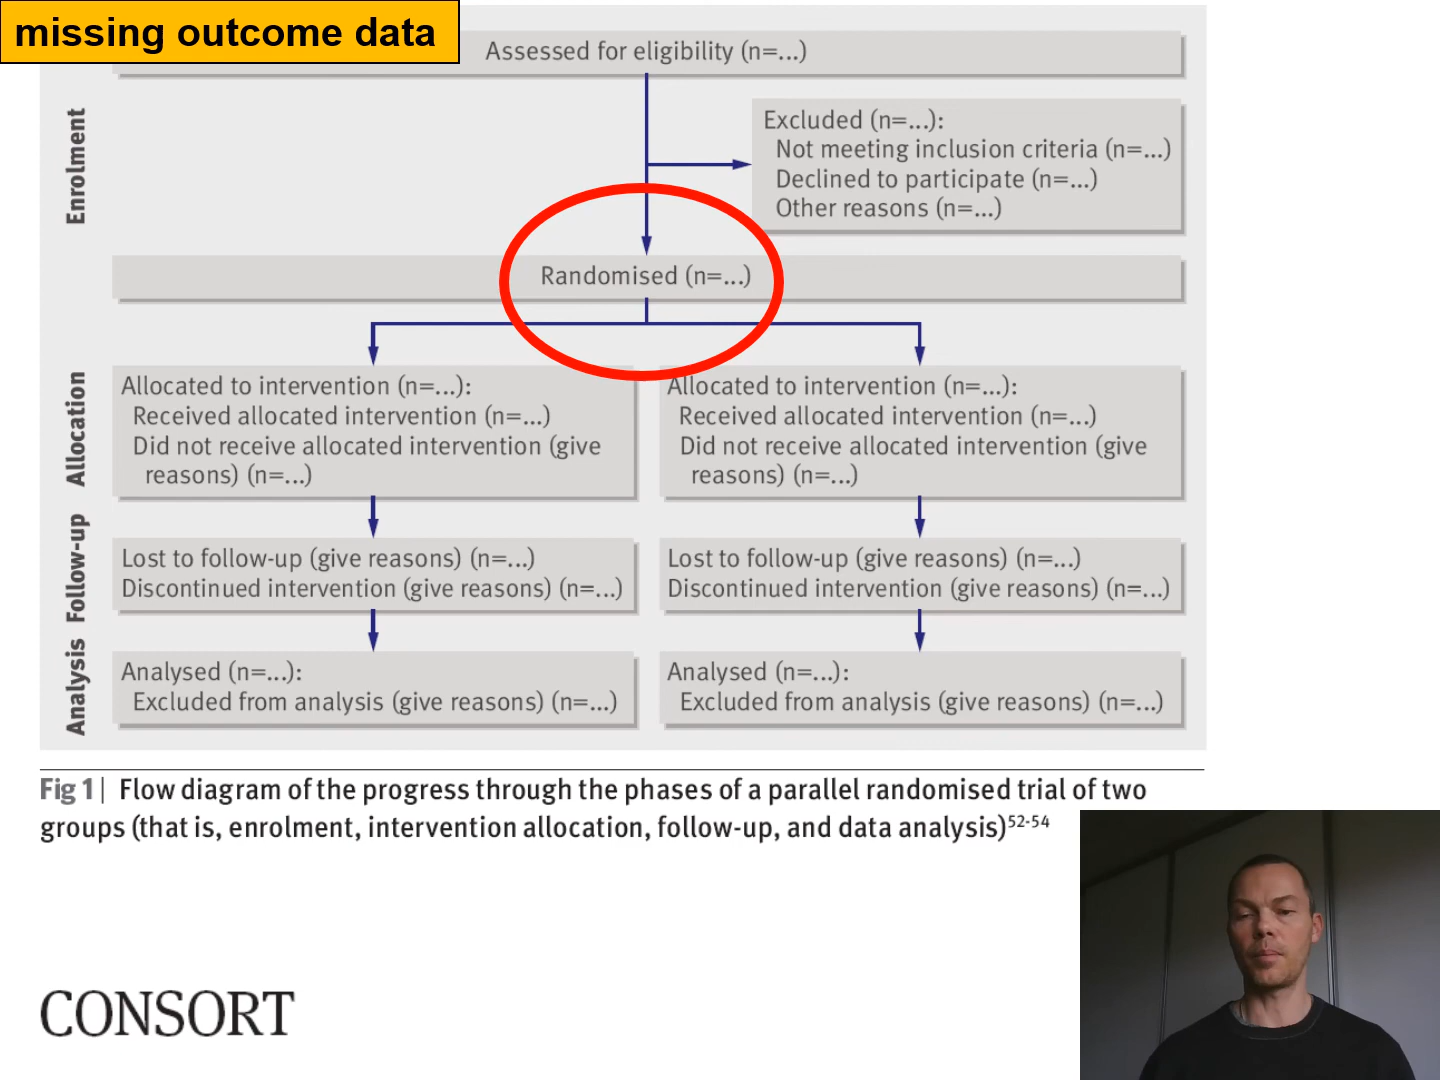 missing outcome data
Assessed for eligibility (n=...)
Enrolment
Excluded (n=...):
Not meeting inclusion criteria (n=...)
Declined to participate (n=...)
Other reasons (n=...)
Randomised (n=...)
Allocation
Allocated to intervention (n=...):
Received allocated intervention (n=...)
Did not receive allocated intervention (give
reasons) (n=...)
Allocated to intervention (n=...):
Received allocated intervention (n=...)
Did not receive allocated intervention (give
reasons) (n=...)
Follow-up
Lost to follow-up (give reasons) (n=...)
Discontinued intervention (give reasons) (n=...)
Lost to follow-up (give reasons) (n=...)
Discontinued intervention (give reasons) (n=...)
Analysis
Analysed (n=...):
Excluded from analysis (give reasons) (n=...)
Analysed (n=...):
Excluded from analysis (give reasons) (n=...)
Fig 1| Flow diagram of the progress through the phases of a parallel randomised trial of two
groups (that is, enrolment, intervention allocation, follow-up, and data analysis)52-54
CONSORT